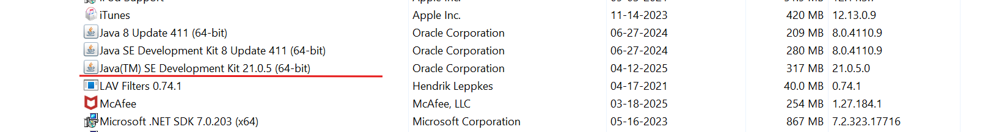 iPod Support Apple Inc.
iTunes Apple Inc. 11-14-2023 420 MB 12.13.0.9
Java 8 Update 411 (64-bit) Oracle Corporation 06-27-2024 209 MB 8.0.4110.9
Java SE Development Kit 8 Update 411 (64-bit) Oracle Corporation 06-27-2024 280 MB 8.0.4110.9
Java(TM) SE Development Kit 21.0.5 (64-bit) Oracle Corporation 04-12-2025 317 MB 21.0.5.0
LAV Filters 0.74.1 Hendrik Leppkes 04-17-2021 40.0 MB 0.74.1
McAfee McAfee, LLC 03-18-2025 254 MB 1.27.184.1
Microsoft .NET SDK 7.0.203 (x64) Microsoft Corporation 05-16-2023 867 MB 7.2.323.17716